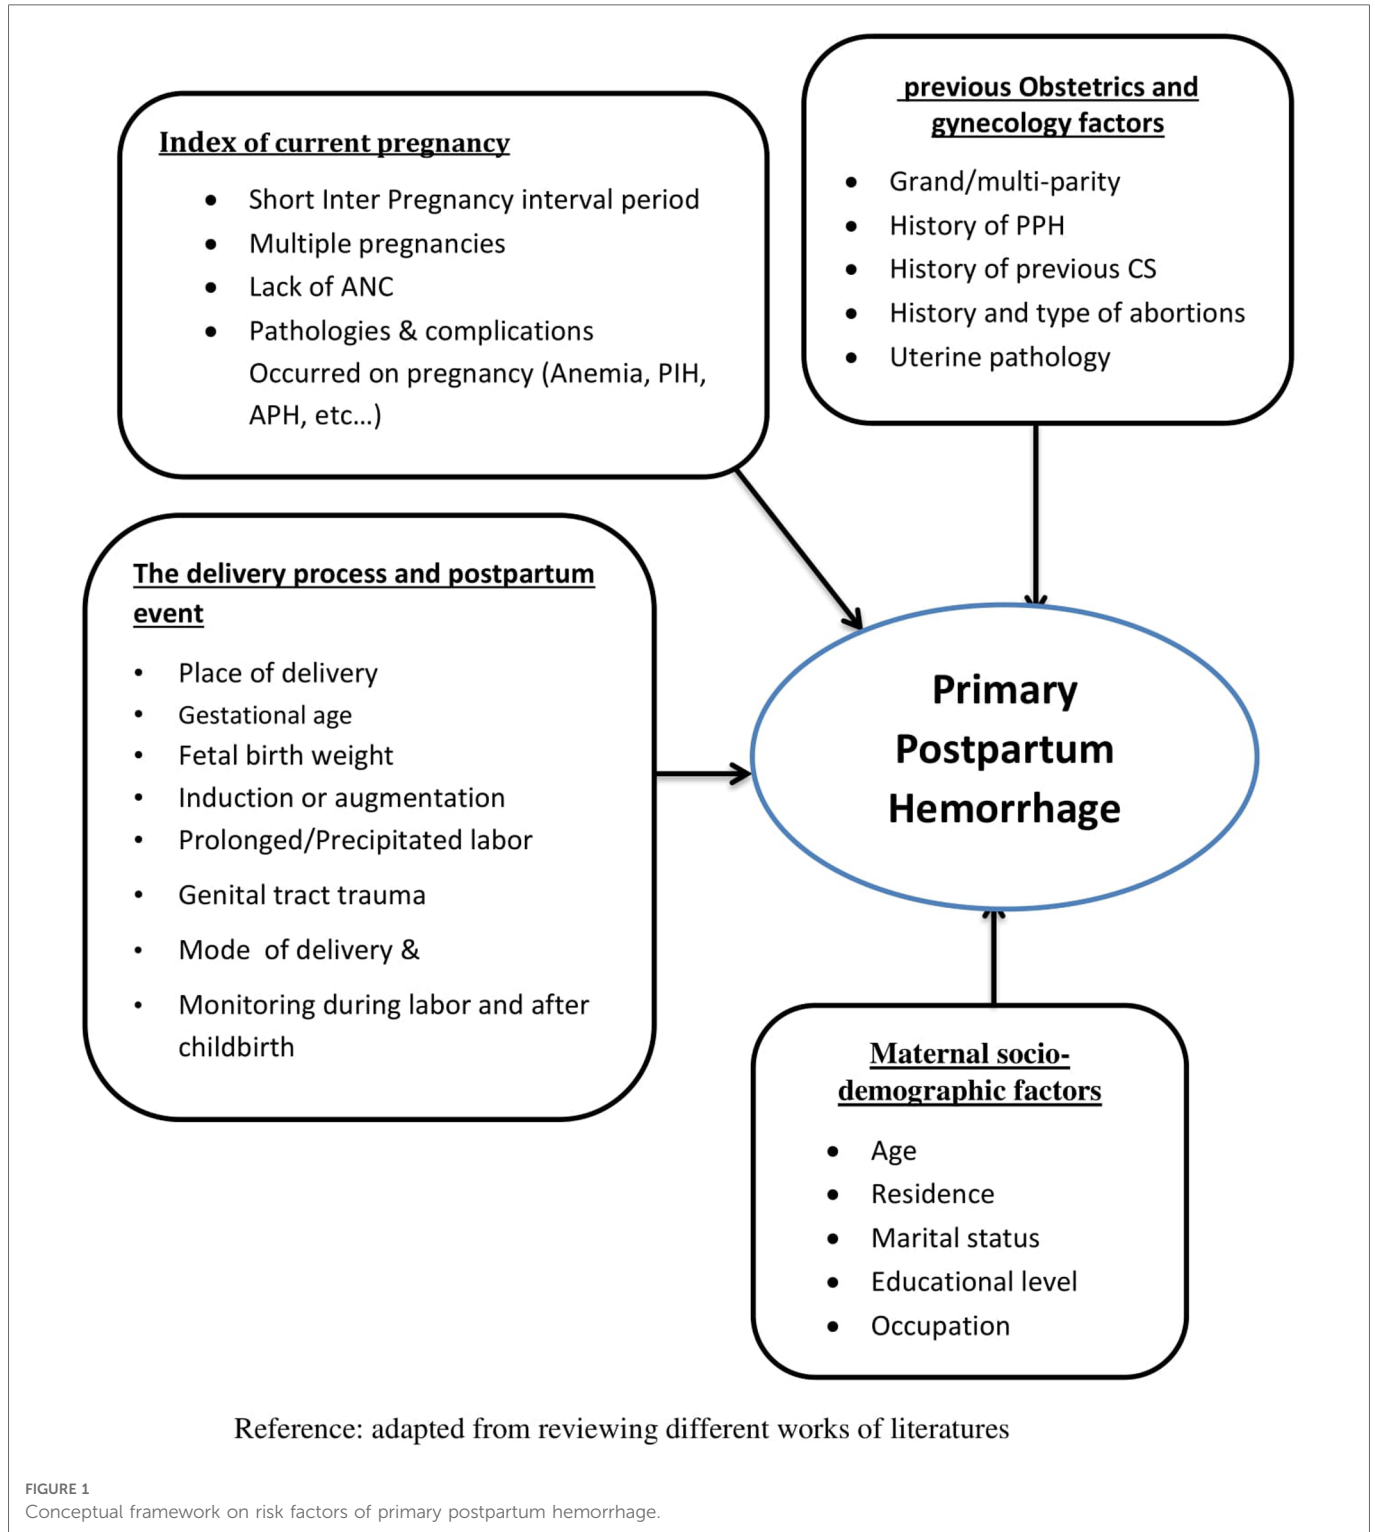 Index of current pregnancy
• Short Inter Pregnancy interval period
• Multiple pregnancies
• Lack of ANC
• Pathologies & complications
Occurred on pregnancy (Anemia, PIH,
APH, etc...)
previous Obstetrics and
gynecology factors
• Grand/multi-parity
• History of PPH
• History of previous CS
• History and type of abortions
• Uterine pathology
The delivery process and postpartum
event
• Place of delivery
• Gestational age
• Fetal birth weight
• Induction or augmentation
• Prolonged/Precipitated labor
• Genital tract trauma
• Mode of delivery &
• Monitoring during labor and after
childbirth
Primary
Postpartum
Hemorrhage
Maternal socio-
demographic factors
• Age
• Residence
• Marital status
• Educational level
• Occupation
Reference: adapted from reviewing different works of literatures
FIGURE 1
Conceptual framework on risk factors of primary postpartum hemorrhage.